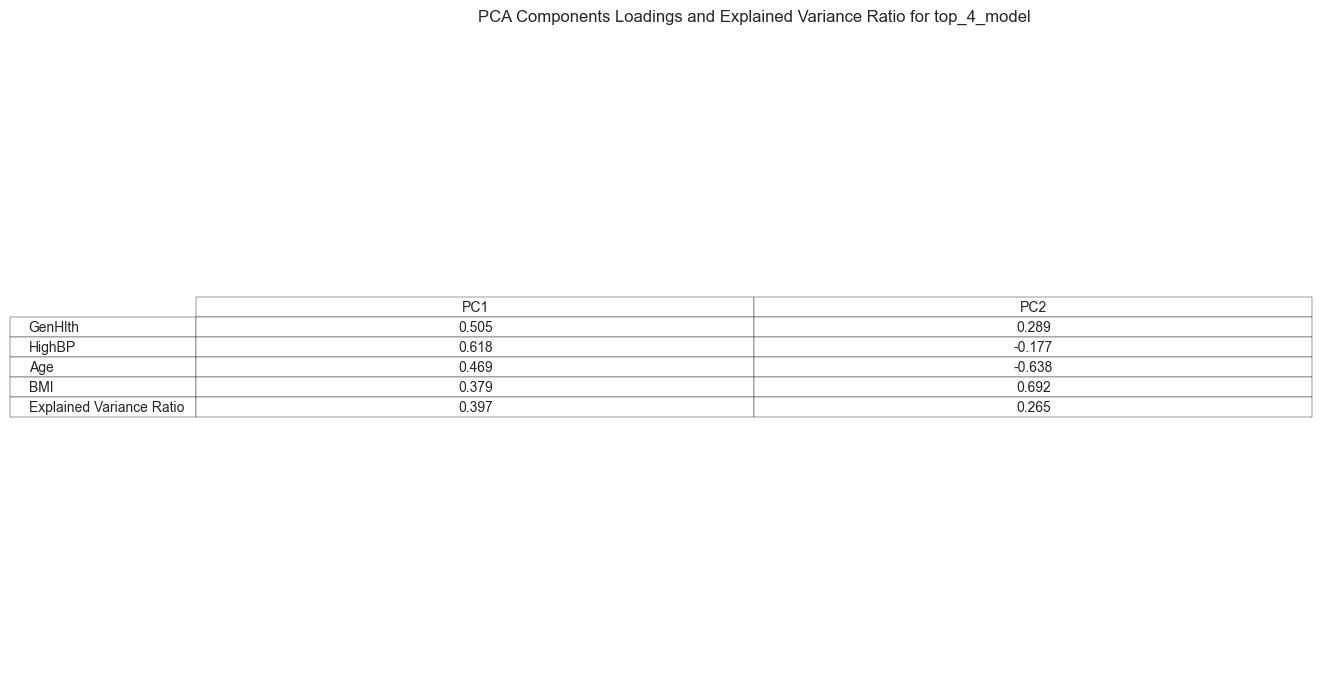 PCA Components Loadings and Explained Variance Ratio for top_4_model
PC1 PC2
GenHlth 0.505 0.289
HighBP 0.618 -0.177
Age 0.469 -0.638
BMI 0.379 0.692
Explained Variance Ratio 0.397 0.265